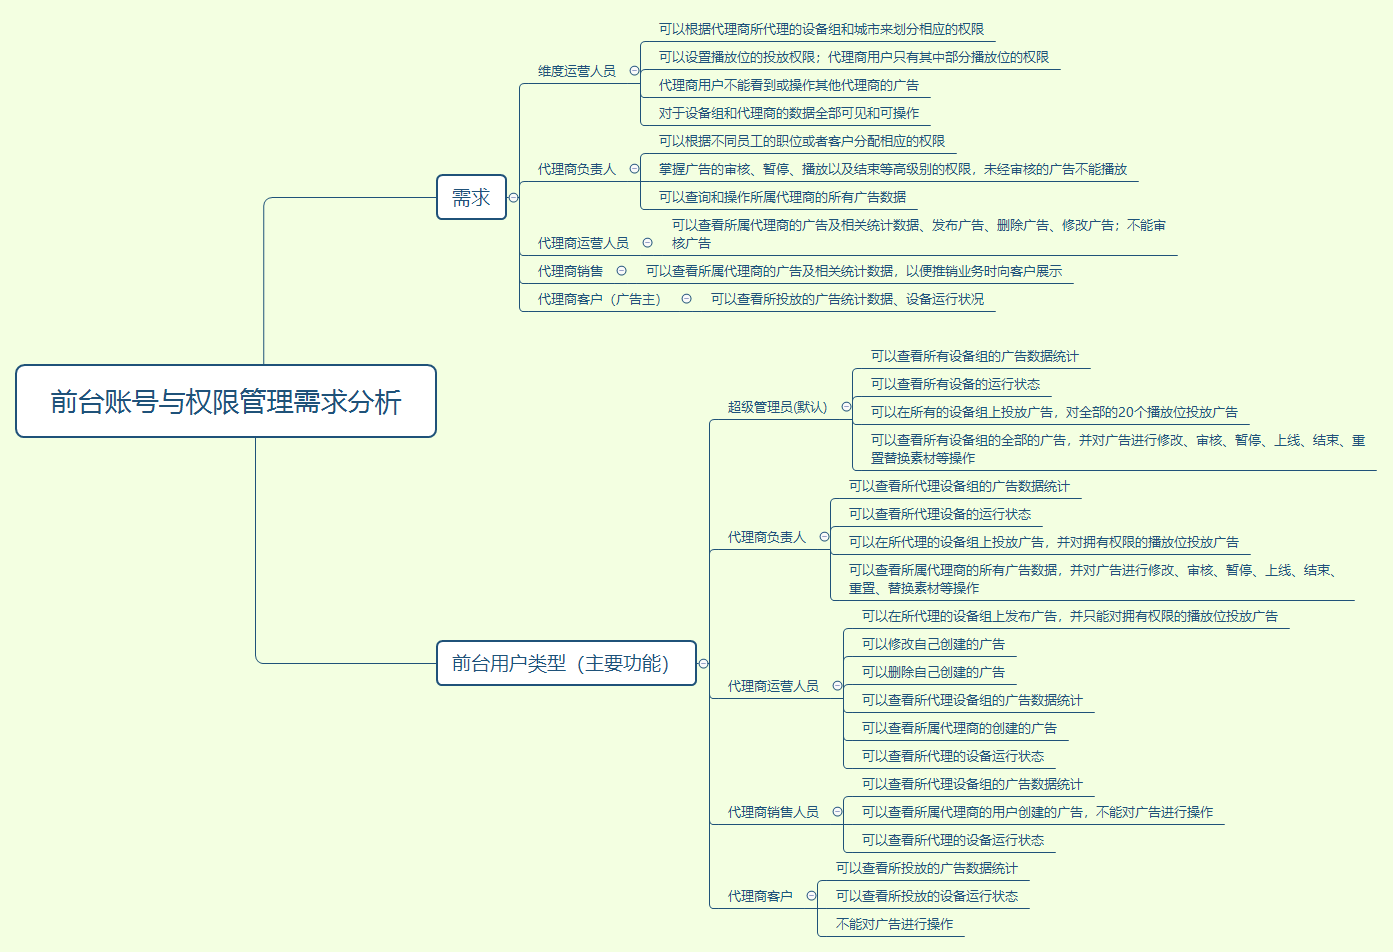 前台账号与权限管理需求分析
需求
维度运营人员
可以根据代理商所代理的设备组和城市来划分相应的权限
可以设置播放位的投放权限；代理商用户只有其中部分播放位的权限
代理商用户不能看到或操作其他代理商的广告
对于设备组和代理商的数据全部可见和可操作
代理商负责人
可以根据不同员工的职位或者客户分配相应的权限
掌握广告的审核、暂停、播放以及结束等高级别的权限，未经审核的广告不能播放
可以查询和操作所属代理商的所有广告数据
代理商运营人员
可以查看所属代理商的广告及相关统计数据、发布广告、删除广告、修改广告；不能审
核广告
代理商销售
可以查看所属代理商的广告及相关统计数据，以便推销业务时向客户展示
代理商客户（广告主）
可以查看所投放的广告统计数据、设备运行状况
前台用户类型（主要功能）
超级管理员(默认)
可以查看所有设备组的广告数据统计
可以查看所有设备的运行状态
可以在所有的设备组上投放广告，对全部的20个播放位投放广告
可以查看所有设备组的全部的广告，并对广告进行修改、审核、暂停、上线、结束、重
置替换素材等操作
代理商负责人
可以查看所代理设备组的广告数据统计
可以查看所代理设备的运行状态
可以在所代理的设备组上投放广告，并对拥有权限的播放位投放广告
可以查看所属代理商的所有广告数据，并对广告进行修改、审核、暂停、上线、结束、
重置、替换素材等操作
代理商运营人员
可以在所代理的设备组上发布广告，并只能对拥有权限的播放位投放广告
可以修改自己创建的广告
可以删除自己创建的广告
可以查看所代理设备组的广告数据统计
可以查看所属代理商的创建的广告
可以查看所代理的设备运行状态
代理商销售人员
可以查看所代理设备组的广告数据统计
可以查看所属代理商的用户创建的广告，不能对广告进行操作
可以查看所代理的设备运行状态
代理商客户
可以查看所投放的广告数据统计
可以查看所投放的设备运行状态
不能对广告进行操作